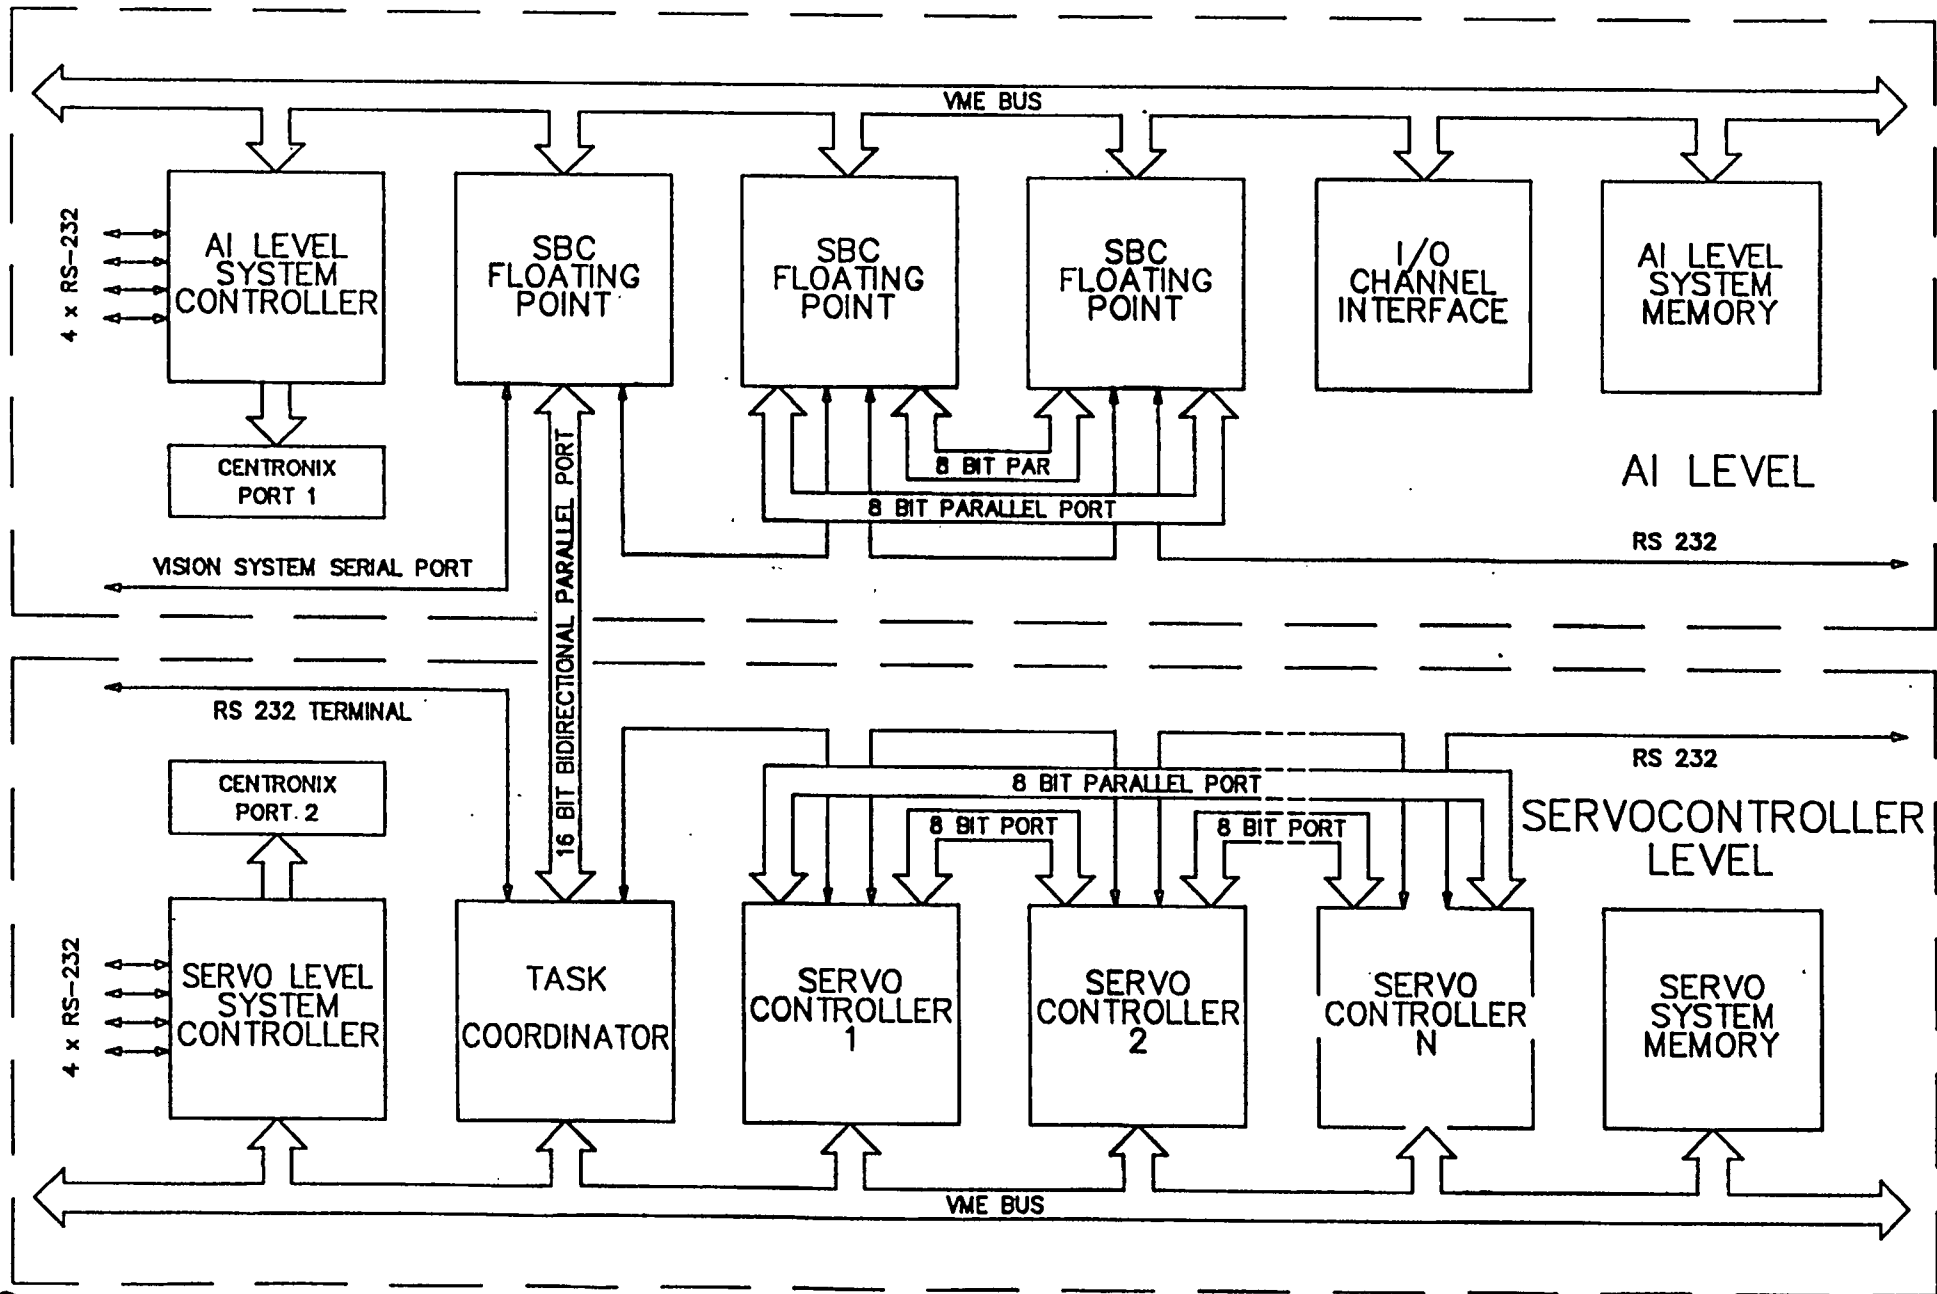 VME BUS
4 x RS-232
AI LEVEL
SYSTEM
CONTROLLER
SBC
FLOATING
POINT
SBC
FLOATING
POINT
SBC
FLOATING
POINT
I/O
CHANNEL
INTERFACE
AI LEVEL
SYSTEM
MEMORY
CENTRONIX
PORT 1
8 BIT PAR
8 BIT PARALLEL PORT
AI LEVEL
RS 232
VISION SYSTEM SERIAL PORT
16 BIT BIDIRECTIONAL PARALLEL PORT
RS 232 TERMINAL
RS 232
CENTRONIX
PORT. 2
8 BIT PARALLEL PORT
8 BIT PORT
8 BIT PORT
SERVOCONTROLLER
LEVEL
4 x RS-232
SERVO LEVEL
SYSTEM
CONTROLLER
TASK
COORDINATOR
SERVO
CONTROLLER
1
SERVO
CONTROLLER
2
SERVO
CONTROLLER
N
SERVO
SYSTEM
MEMORY
VME BUS